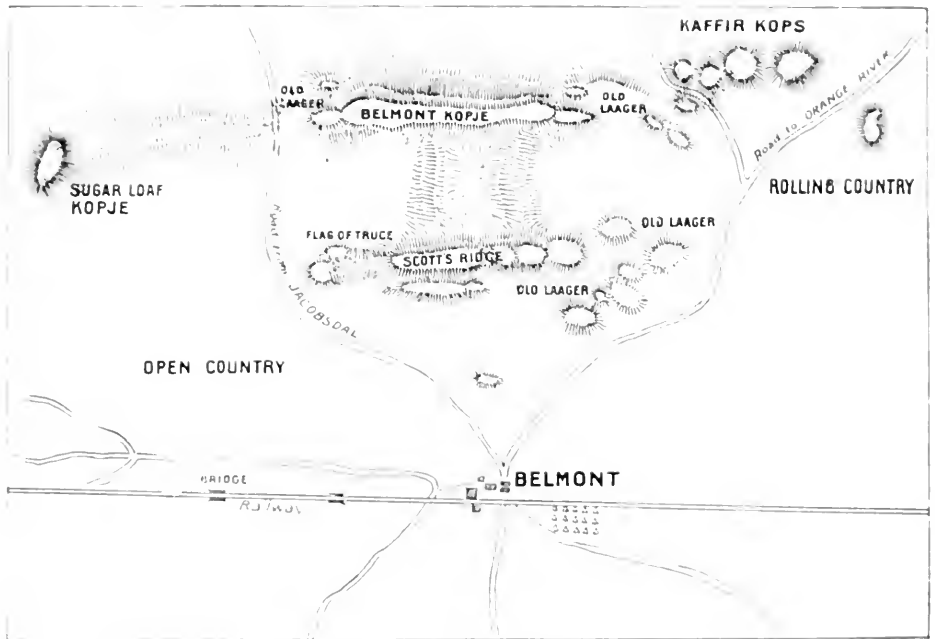 KAFFIR KOPS
OLD
LAAGER
OLD
LAAGER
BELMONT KOPJE
Road to ORANGE RIVER
SUGAR LOAF
KOPJE
ROLLING COUNTRY
FLAG OF TRUCE
OLD LAAGER
SCOTT'S RIDGE
OLD LAAGER
JACOBSDAL
OPEN COUNTRY
BRIDGE
BELMONT